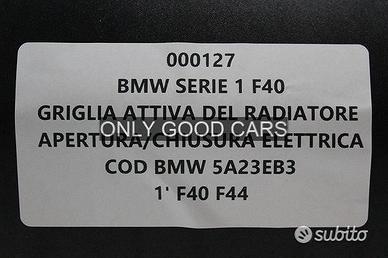 000127
BMW SERIE 1 F40
GRIGLIA ATTIVA DEL RADIATORE
ONLY GOOD CARS
APERTURA/CHIUSURA ELETTRICA
COD BMW 5A23EB3
1' F40 F44
subito